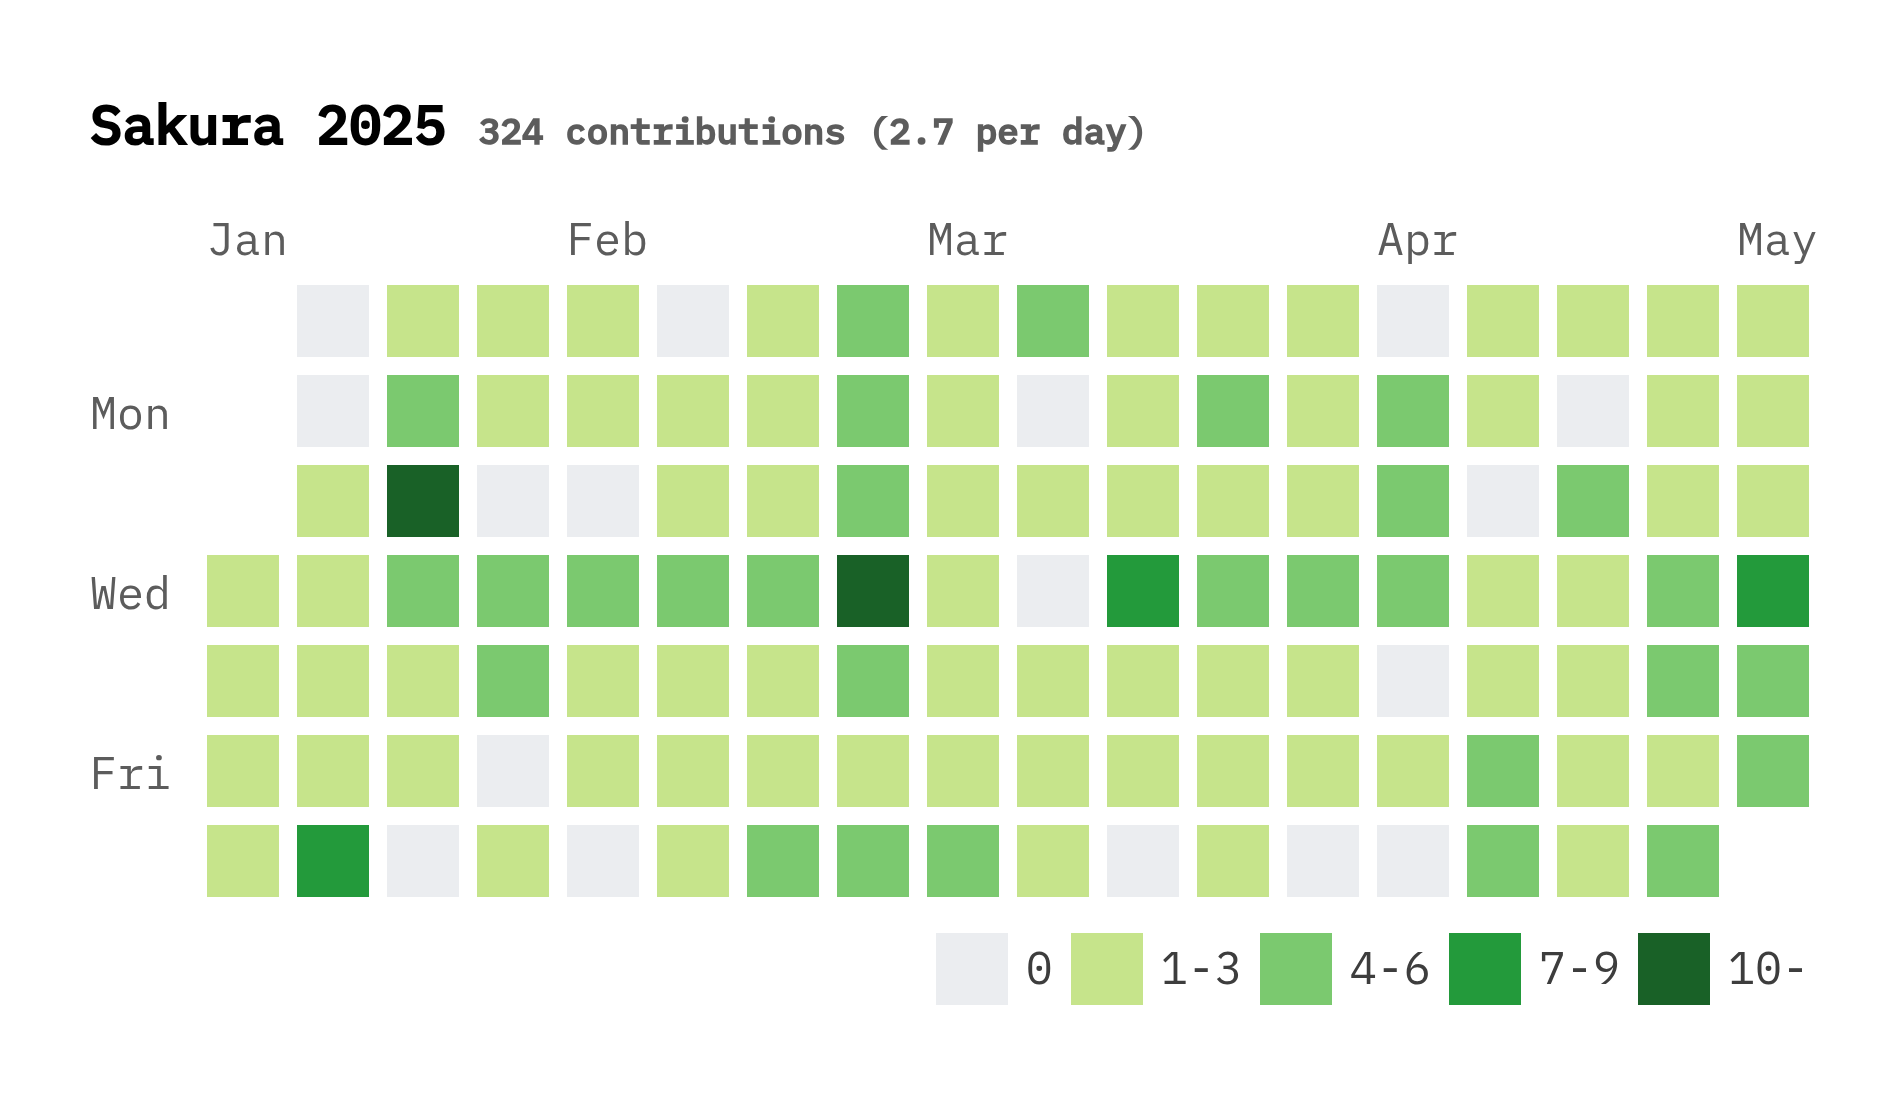 Sakura 2025 324 contributions (2.7 per day)
Jan Feb Mar Apr May
Mon
Wed
Fri
0 1-3 4-6 7-9 10-